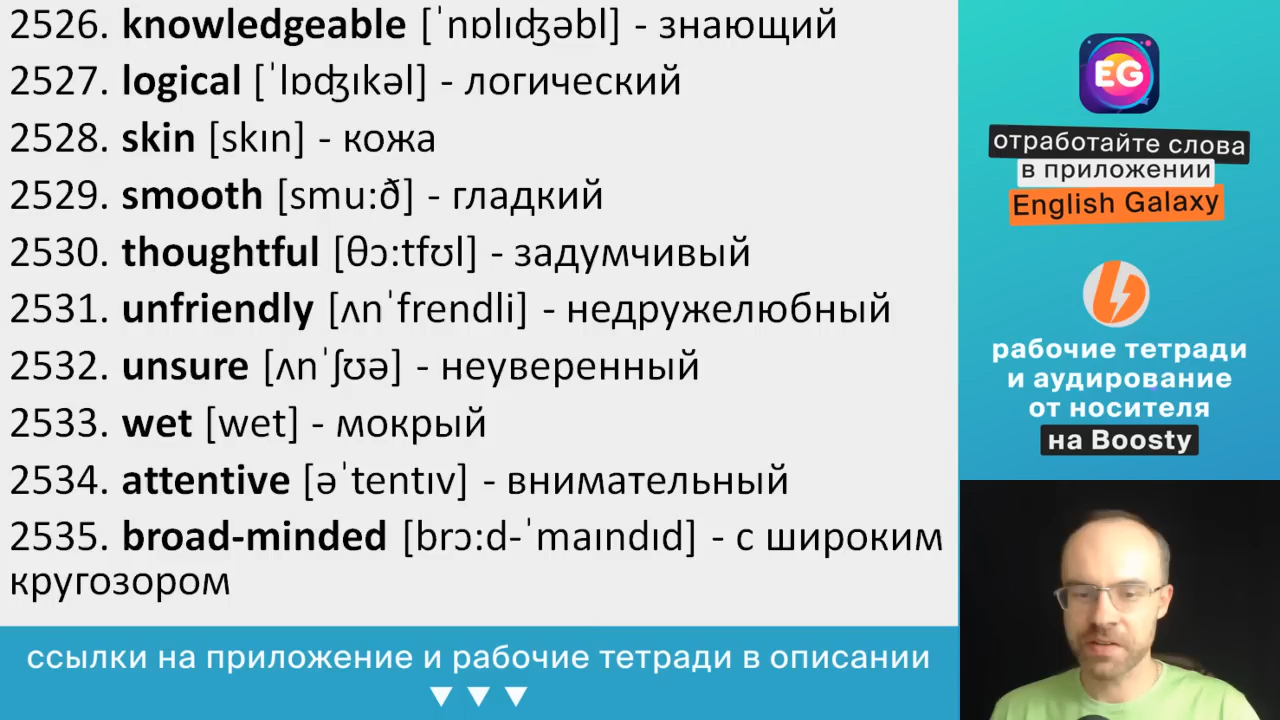 2526. knowledgeable [ˈnɒlɪʤəbl] - знающий
2527. logical [ˈlɒʤɪkəl] - логический
2528. skin [skɪn] - кожа
2529. smooth [smu:ð] - гладкий
2530. thoughtful [θɔ:tfʊl] - задумчивый
2531. unfriendly [ʌnˈfrendli] - недружелюбный
2532. unsure [ʌnˈʃʊə] - неуверенный
2533. wet [wet] - мокрый
2534. attentive [əˈtentɪv] - внимательный
2535. broad-minded [brɔ:d-ˈmaɪndɪd] - с широким
кругозором
ссылки на приложение и рабочие тетради в описании
EG
отработайте слова
в приложении
English Galaxy
рабочие тетради
и аудирование
от носителя
на Boosty